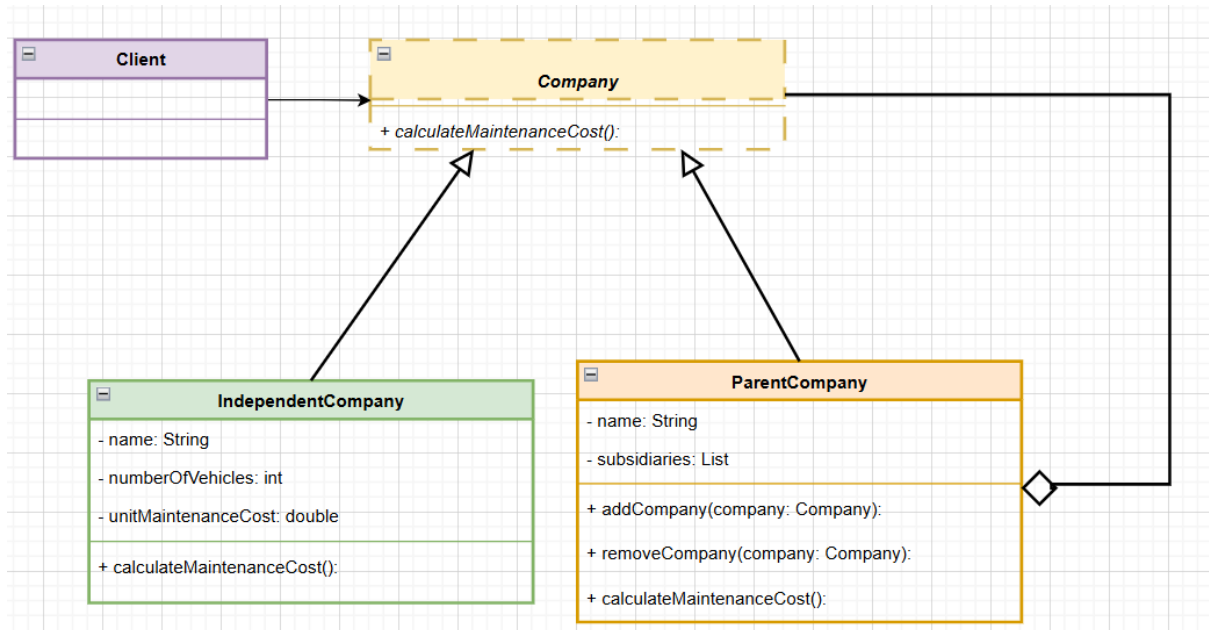 Client
Company
+ calculateMaintenanceCost():
IndependentCompany
- name: String
- numberOfVehicles: int
- unitMaintenanceCost: double
+ calculateMaintenanceCost():
ParentCompany
- name: String
- subsidiaries: List
+ addCompany(company: Company):
+ removeCompany(company: Company):
+ calculateMaintenanceCost():